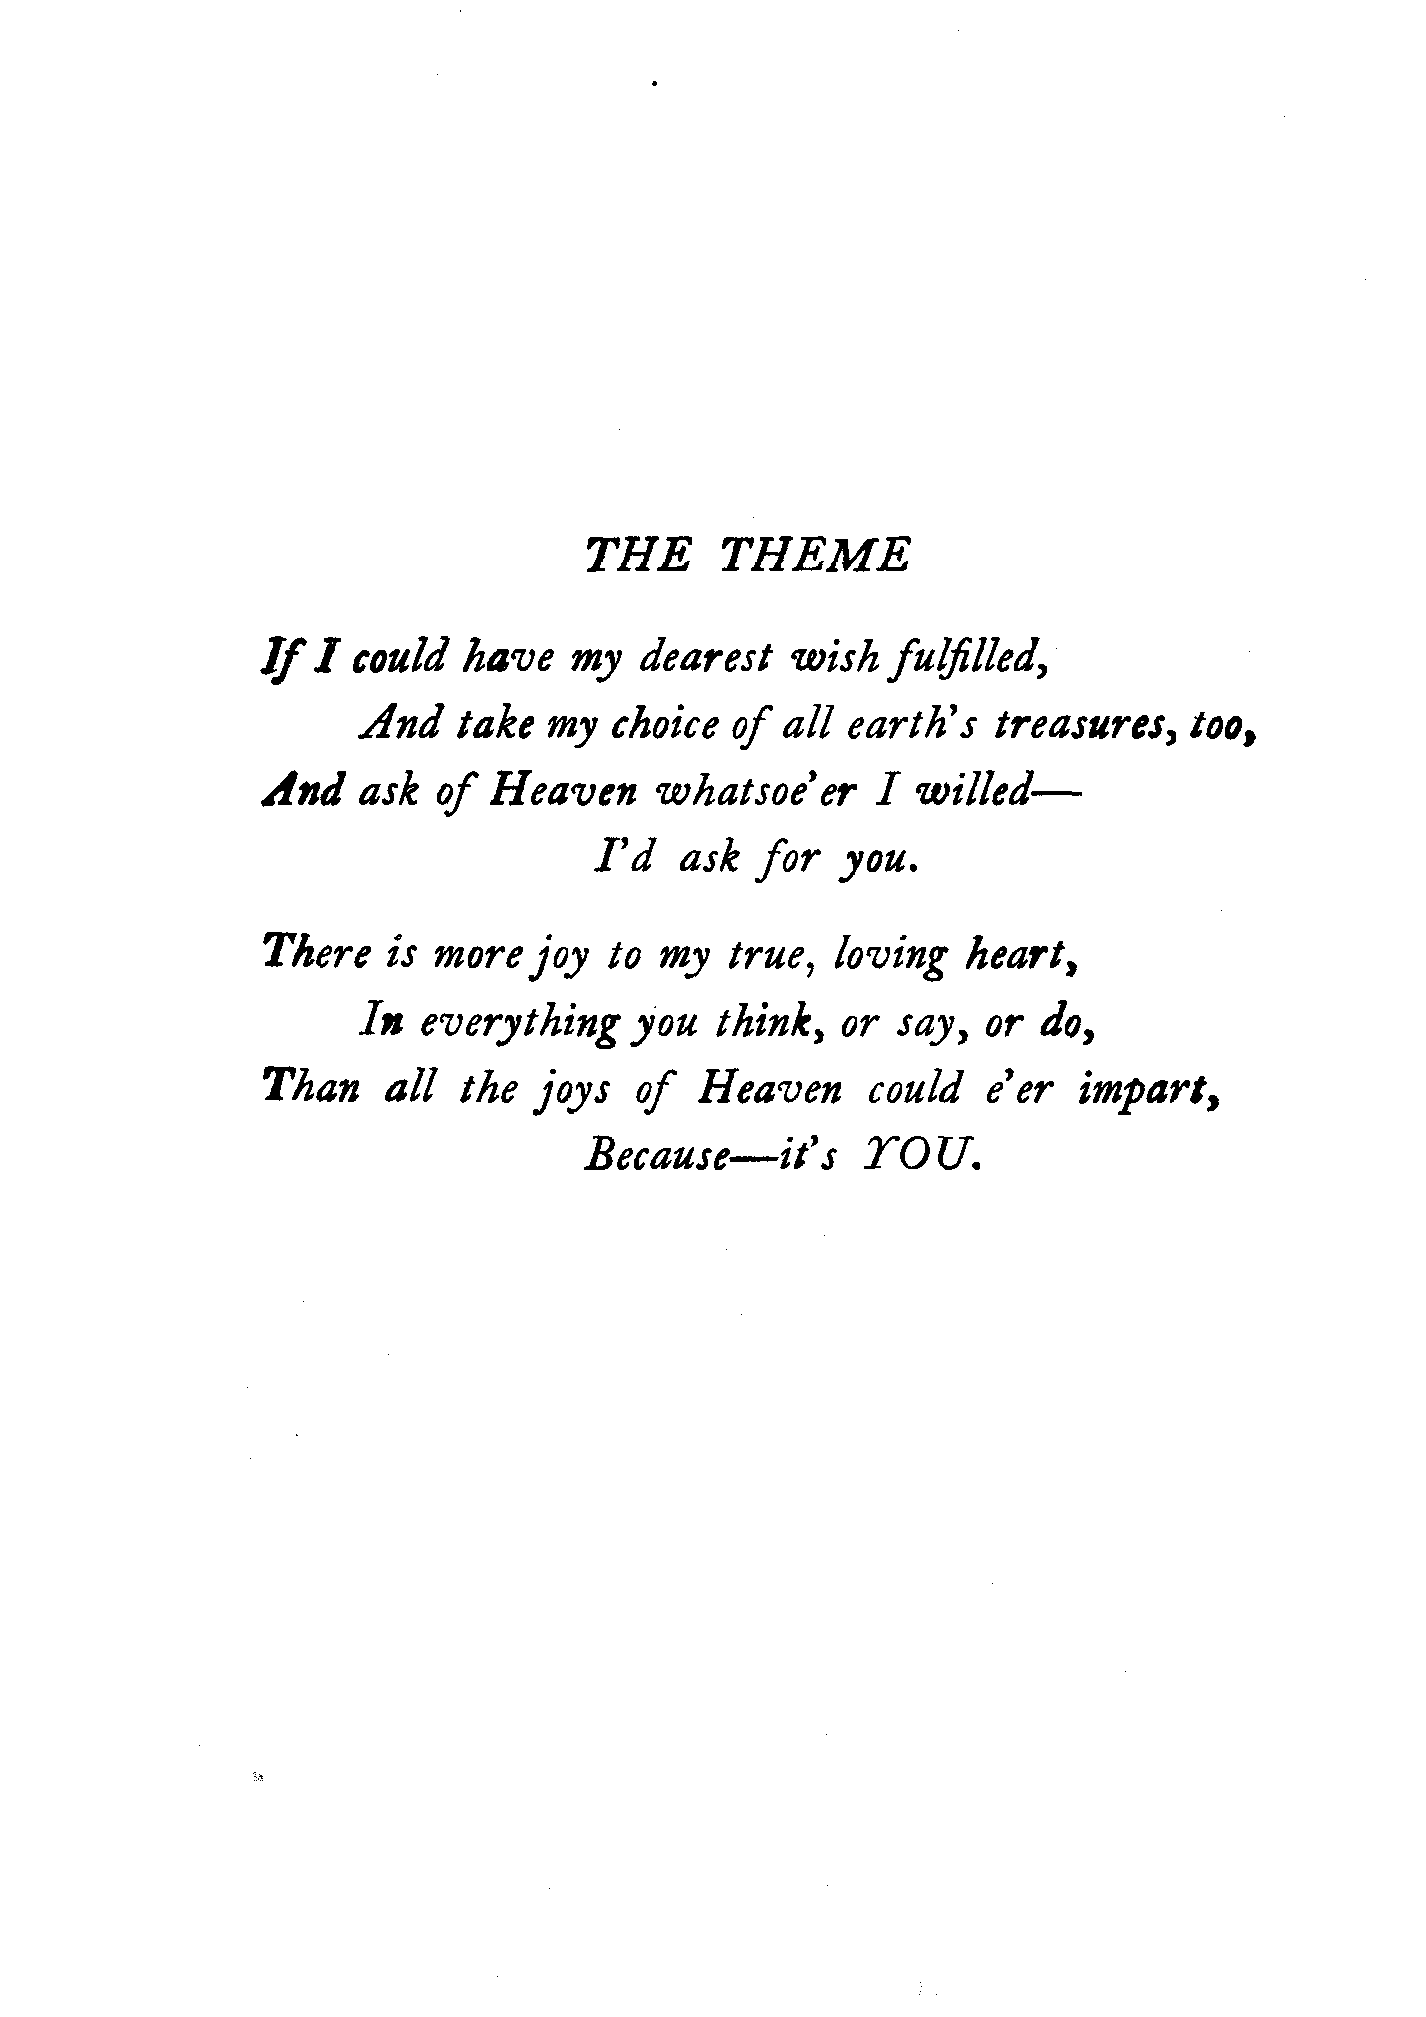 THE THEME
If I could have my dearest wish fulfilled,
And take my choice of all earth's treasures, too,
And ask of Heaven whatsoe'er I willed—
I'd ask for you.
There is more joy to my true, loving heart,
In everything you think, or say, or do,
Than all the joys of Heaven could e'er impart,
Because—it's YOU.